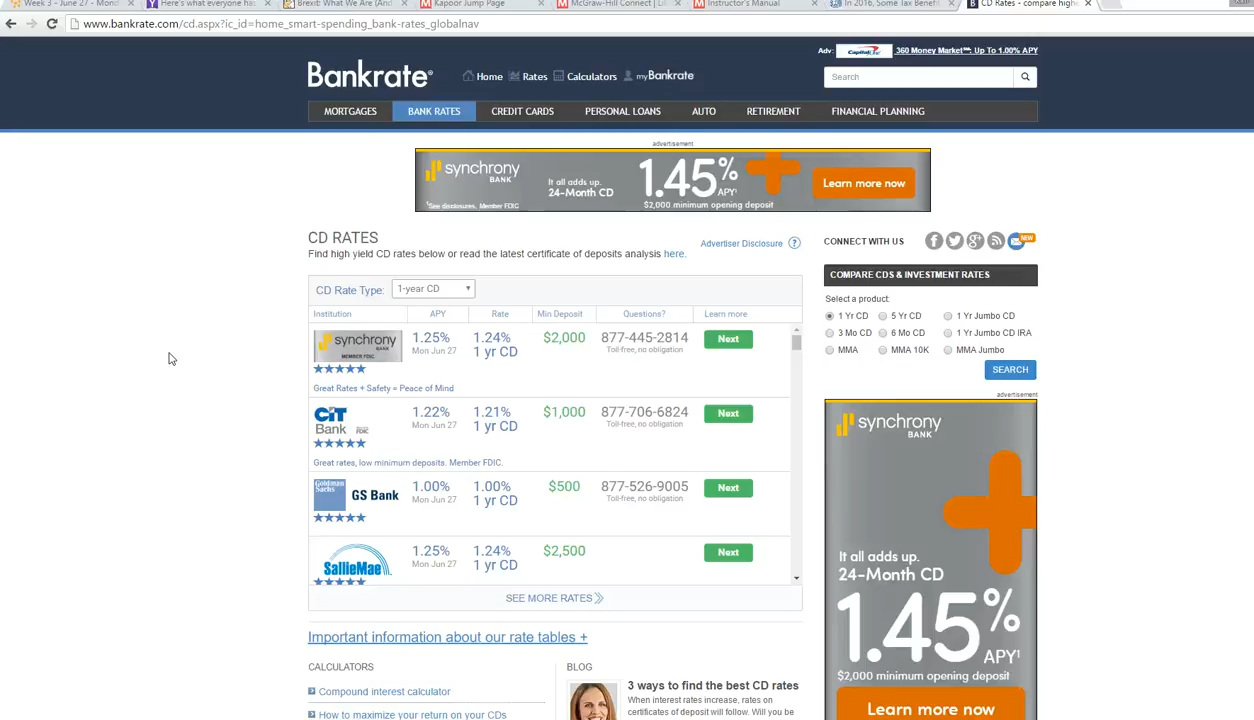 Week 3 - June 27 - Mond
Here's what everyone has
Brexit: What We Are (And
Kapoor Jump Page
McGraw-Hill Connect | Li
Instructor's Manual
In 2016, Some Tax Benefit
CD Rates - compare highe
www.bankrate.com/cd.aspx?ic_id=home_smart-spending_bank-rates_globalnav
Adv: Capital One 360 Money Market℠: Up To 1.00% APY
Bankrate® Home Rates Calculators myBankrate
Search
MORTGAGES BANK RATES CREDIT CARDS PERSONAL LOANS AUTO RETIREMENT FINANCIAL PLANNING
advertisement
synchrony
BANK
It all adds up.
24-Month CD
1.45%
APY¹
$2,000 minimum opening deposit
Learn more now
¹See disclosures. Member FDIC.
CD RATES
Find high yield CD rates below or read the latest certificate of deposits analysis here.
Advertiser Disclosure ?
CD Rate Type: 1-year CD
Institution APY Rate Min Deposit Questions? Learn more
synchrony
BANK
MEMBER FDIC
1.25% 1.24% $2,000 877-445-2814 Next
Mon Jun 27 1 yr CD Toll-free, no obligation
Great Rates + Safety = Peace of Mind
CIT
Bank
FDIC
1.22% 1.21% $1,000 877-706-6824 Next
Mon Jun 27 1 yr CD Toll-free, no obligation
Great rates, low minimum deposits. Member FDIC.
Goldman
Sachs
GS Bank
1.00% 1.00% $500 877-526-9005 Next
Mon Jun 27 1 yr CD Toll-free, no obligation
SallieMae
1.25% 1.24% $2,500 Next
Mon Jun 27 1 yr CD
SEE MORE RATES
Important information about our rate tables +
CALCULATORS
Compound interest calculator
How to maximize your return on your CDs
BLOG
3 ways to find the best CD rates
When interest rates increase, rates on
certificates of deposit will follow. Will you be
CONNECT WITH US
NEW
COMPARE CDS & INVESTMENT RATES
Select a product:
1 Yr CD 5 Yr CD 1 Yr Jumbo CD
3 Mo CD 6 Mo CD 1 Yr Jumbo CD IRA
MMA MMA 10K MMA Jumbo
SEARCH
advertisement
synchrony
BANK
It all adds up.
24-Month CD
1.45%
APY¹
$2,000 minimum opening deposit
Learn more now